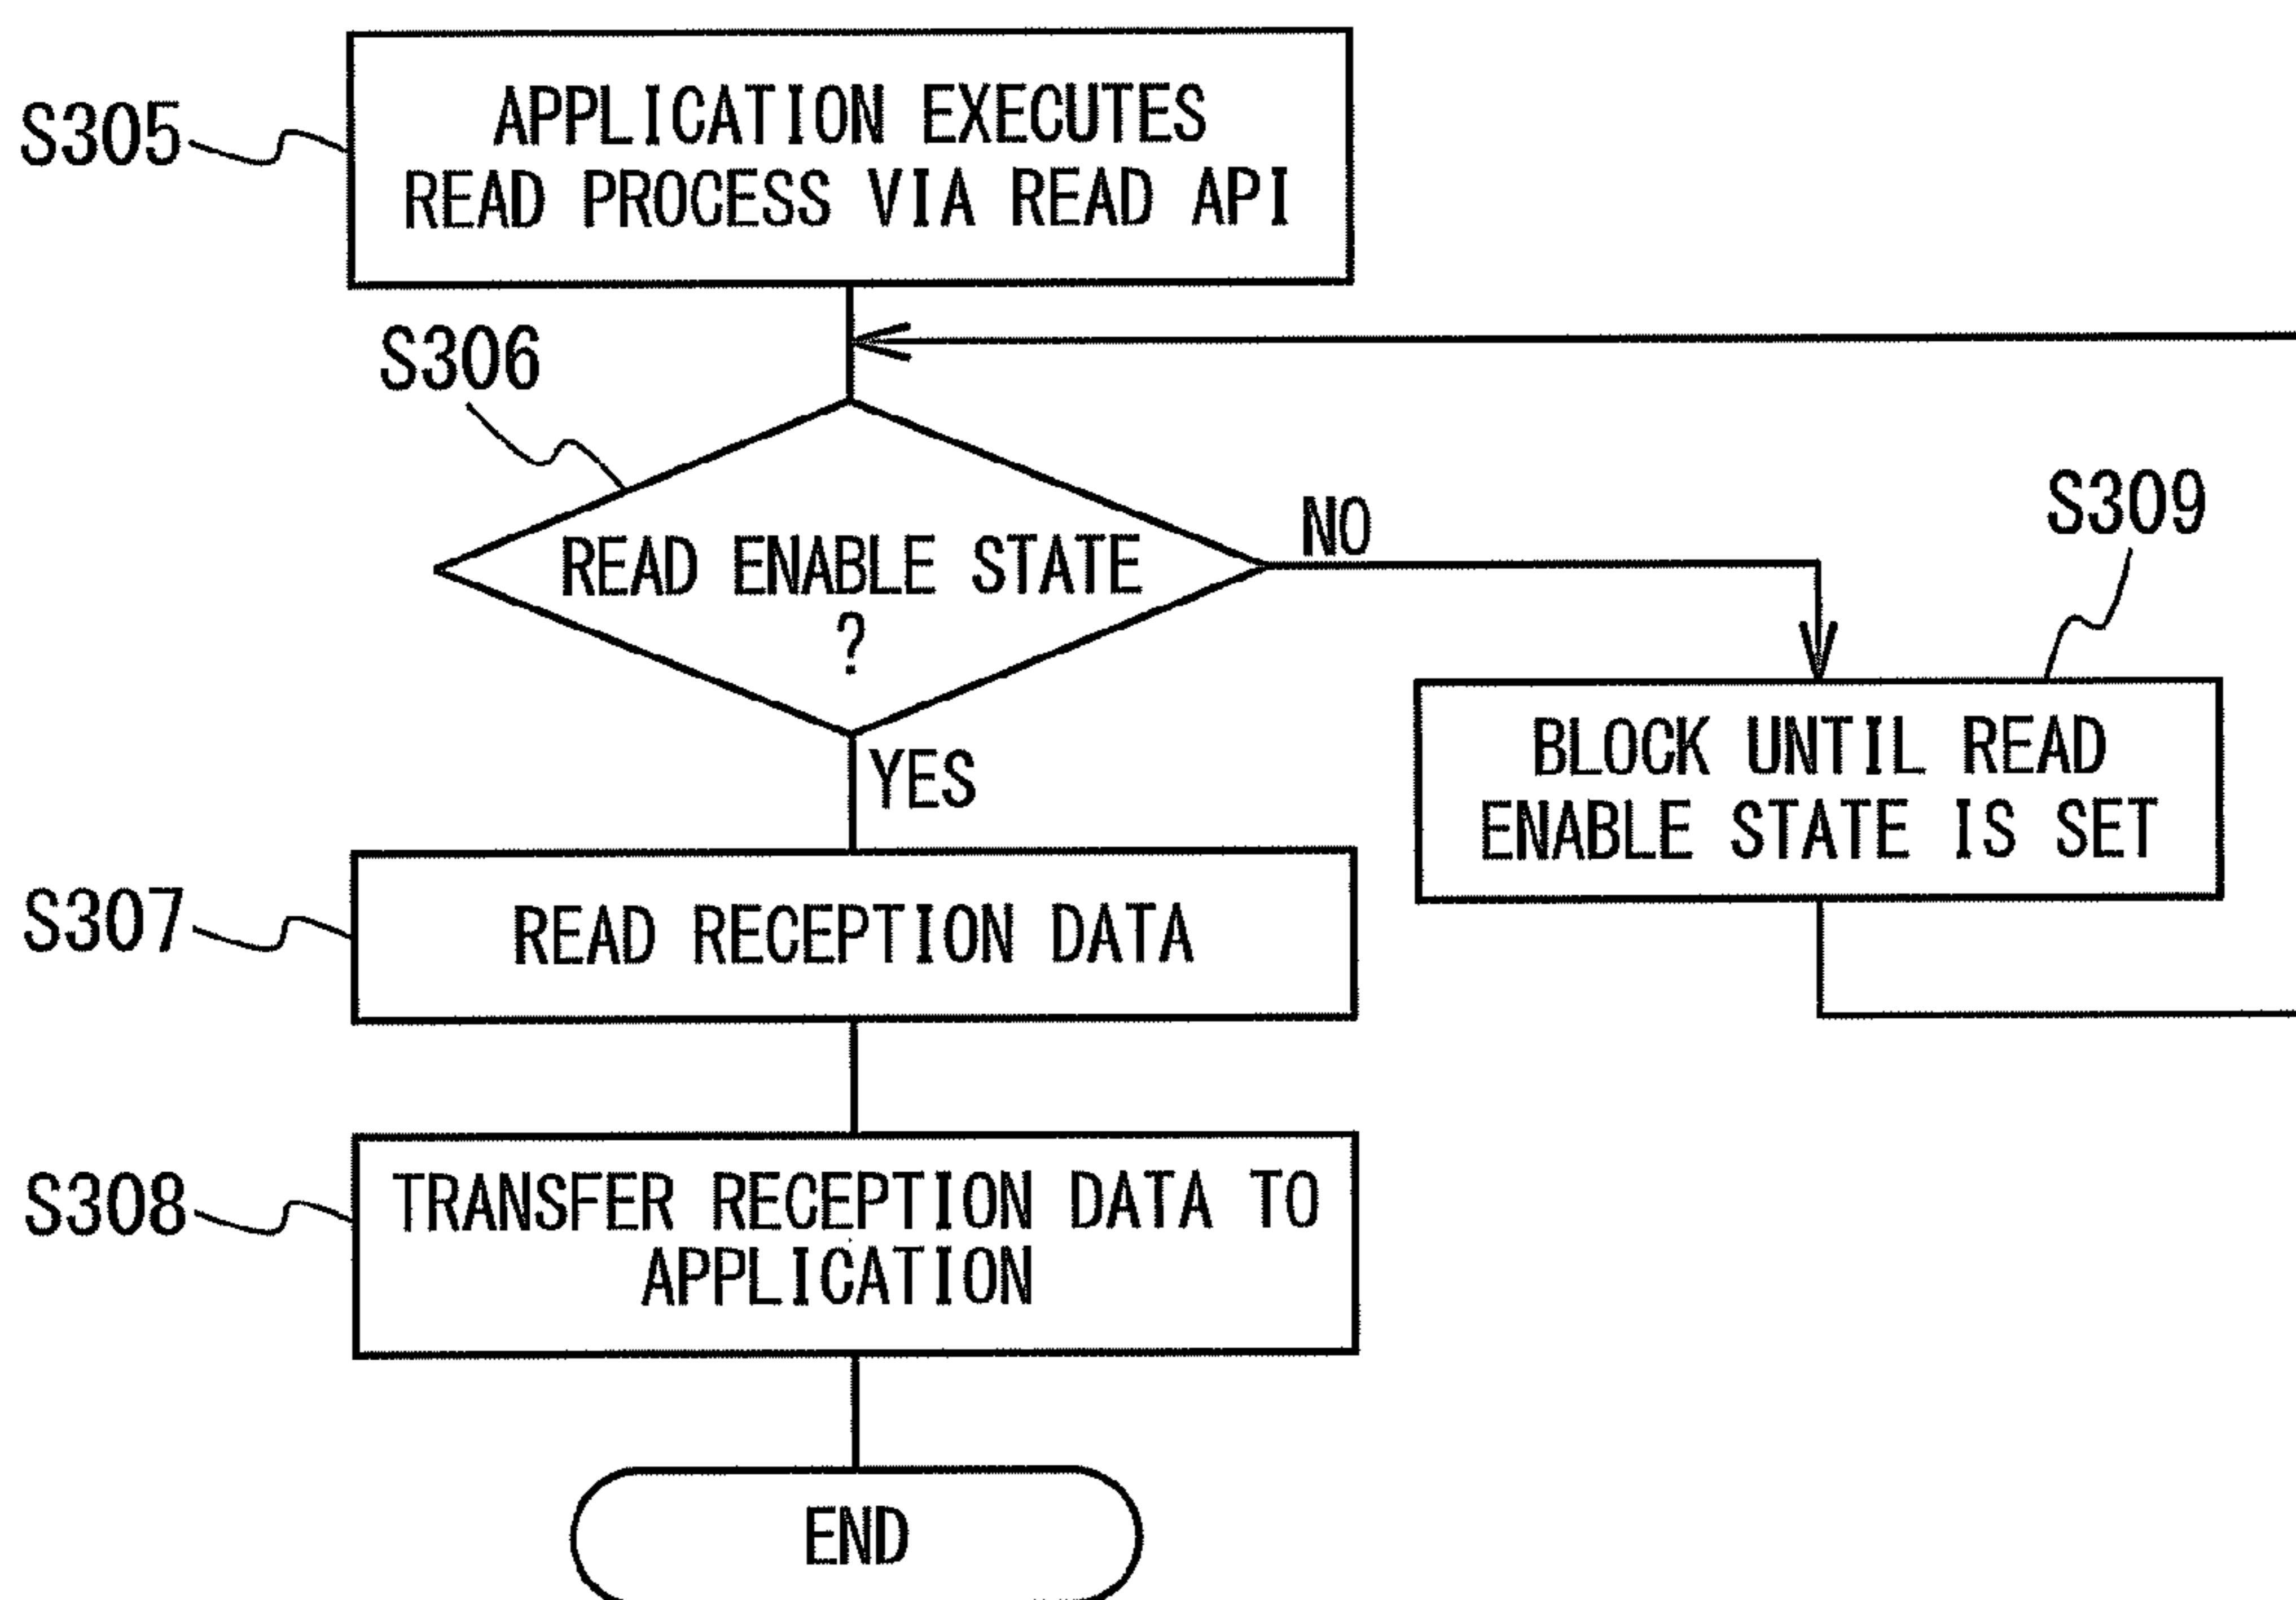 S305
APPLICATION EXECUTES
READ PROCESS VIA READ API
S306
READ ENABLE STATE
?
NO
S309
BLOCK UNTIL READ
ENABLE STATE IS SET
YES
S307
READ RECEPTION DATA
S308
TRANSFER RECEPTION DATA TO
APPLICATION
END